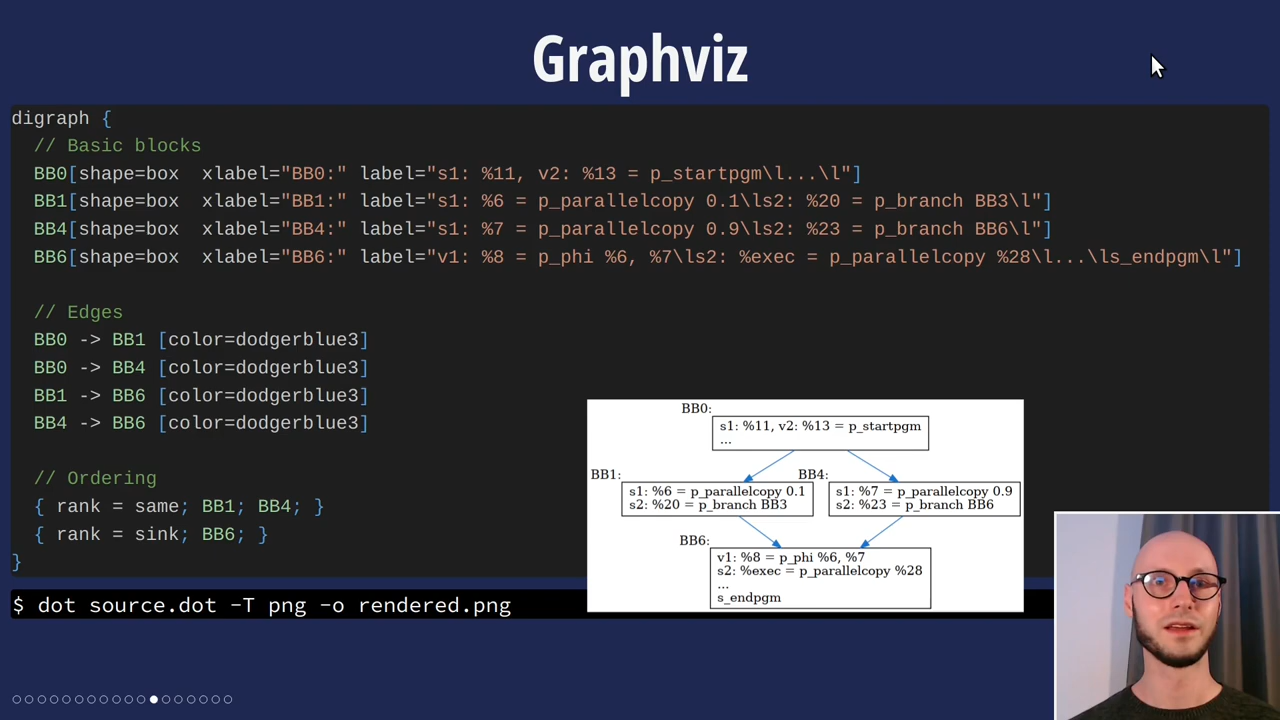 Graphviz
digraph {
// Basic blocks
BB0[shape=box  xlabel="BB0:" label="s1: %11, v2: %13 = p_startpgm\l...\l"]
BB1[shape=box  xlabel="BB1:" label="s1: %6 = p_parallelcopy 0.1\ls2: %20 = p_branch BB3\l"]
BB4[shape=box  xlabel="BB4:" label="s1: %7 = p_parallelcopy 0.9\ls2: %23 = p_branch BB6\l"]
BB6[shape=box  xlabel="BB6:" label="v1: %8 = p_phi %6, %7\ls2: %exec = p_parallelcopy %28\l...\ls_endpgm\l"]
// Edges
BB0 -> BB1 [color=dodgerblue3]
BB0 -> BB4 [color=dodgerblue3]
BB1 -> BB6 [color=dodgerblue3]
BB4 -> BB6 [color=dodgerblue3]
// Ordering
{ rank = same; BB1; BB4; }
{ rank = sink; BB6; }
}
$ dot source.dot -T png -o rendered.png
BB0:
s1: %11, v2: %13 = p_startpgm
...
BB1:
s1: %6 = p_parallelcopy 0.1
s2: %20 = p_branch BB3
BB4:
s1: %7 = p_parallelcopy 0.9
s2: %23 = p_branch BB6
BB6:
v1: %8 = p_phi %6, %7
s2: %exec = p_parallelcopy %28
...
s_endpgm